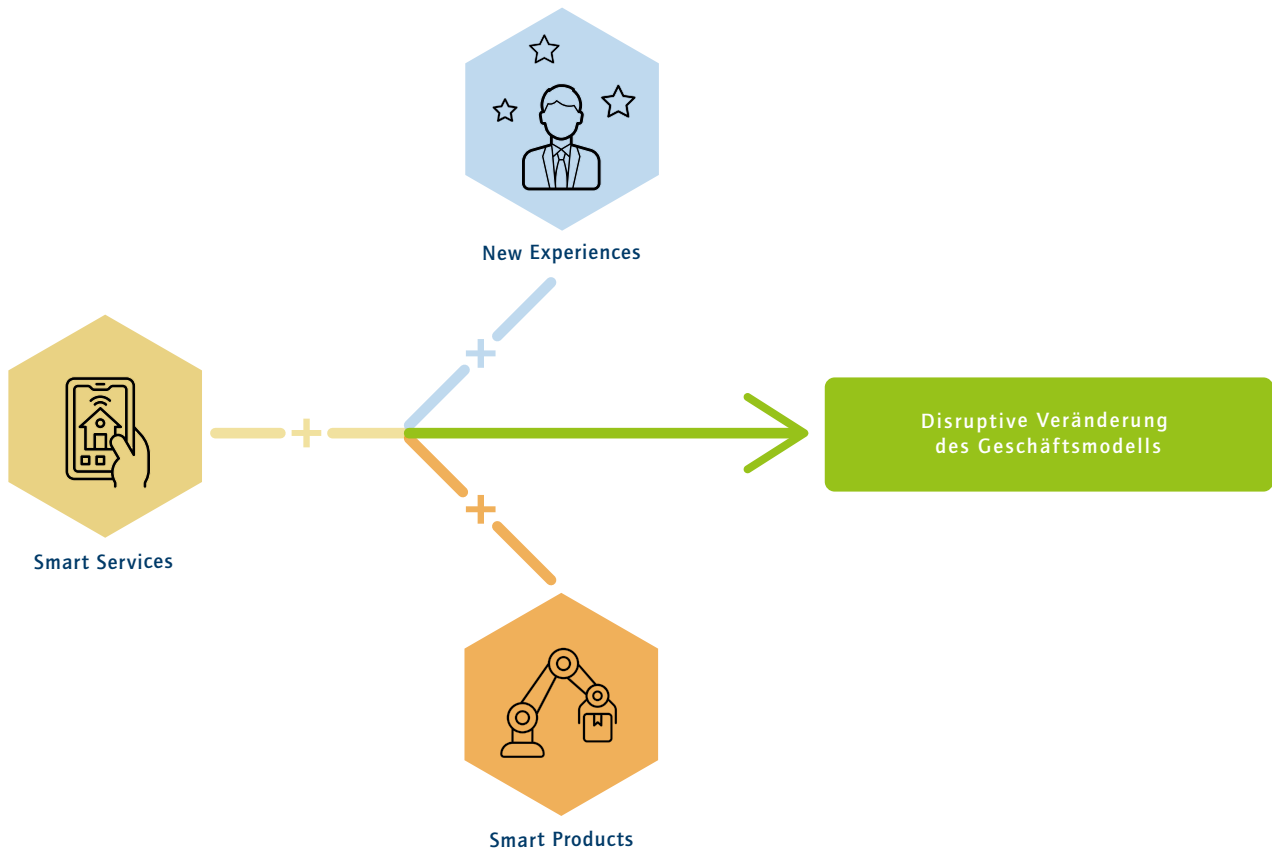 New Experiences
Smart Services
Disruptive Veränderung
des Geschäftsmodells
Smart Products